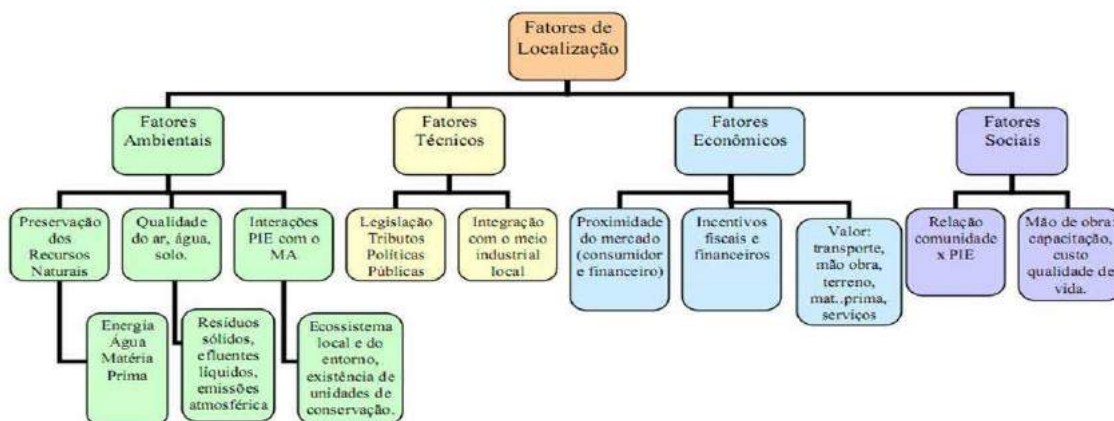 Fatores de
Localização
Fatores
Ambientais
Fatores
Técnicos
Fatores
Econômicos
Fatores
Sociais
Preservação
dos
Recursos
Naturais
Qualidade
do ar, água,
solo.
Interações
PIE com o
MA
Legislação
Tributos
Políticas
Públicas
Integração
com o meio
industrial
local
Proximidade
do mercado
(consumidor
e financeiro)
Incentivos
fiscais e
financeiros
Valor:
transporte,
mão obra,
terreno,
mat..prima,
serviços
Relação
comunidade
x PIE
Mão de obra:
capacitação,
custo
qualidade de
vida.
Energia
Água
Matéria
Prima
Resíduos
sólidos,
efluentes
líquidos,
emissões
atmosférica
Ecossistema
local e do
entorno,
existência de
unidades de
conservação.